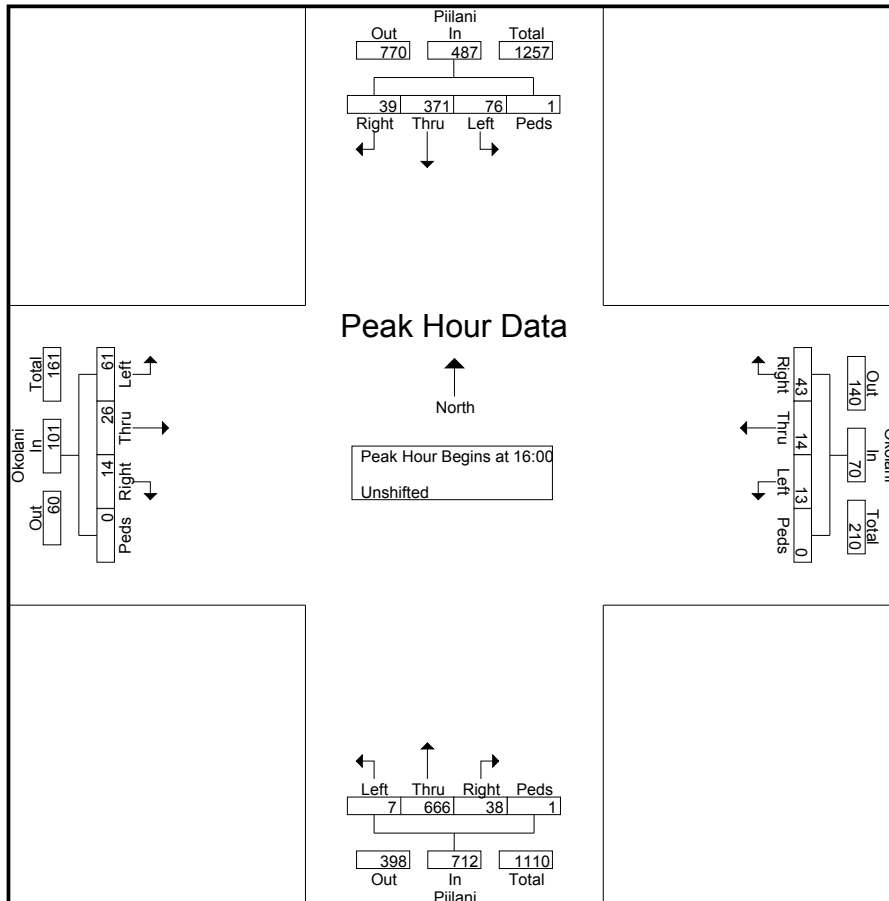 Piilani
Out In Total
770 487 1257
39 371 76 1
Right Thru Left Peds
Peak Hour Data
North
Peak Hour Begins at 16:00
Unshifted
Okolani
Out In Total
60 101 161
Left Thru Right Peds
61 26 14 0
Okolani
Out In Total
140 70 210
Right Thru Left Peds
43 14 13 0
Left Thru Right Peds
7 666 38 1
398 712 1110
Out In Total
Piilani